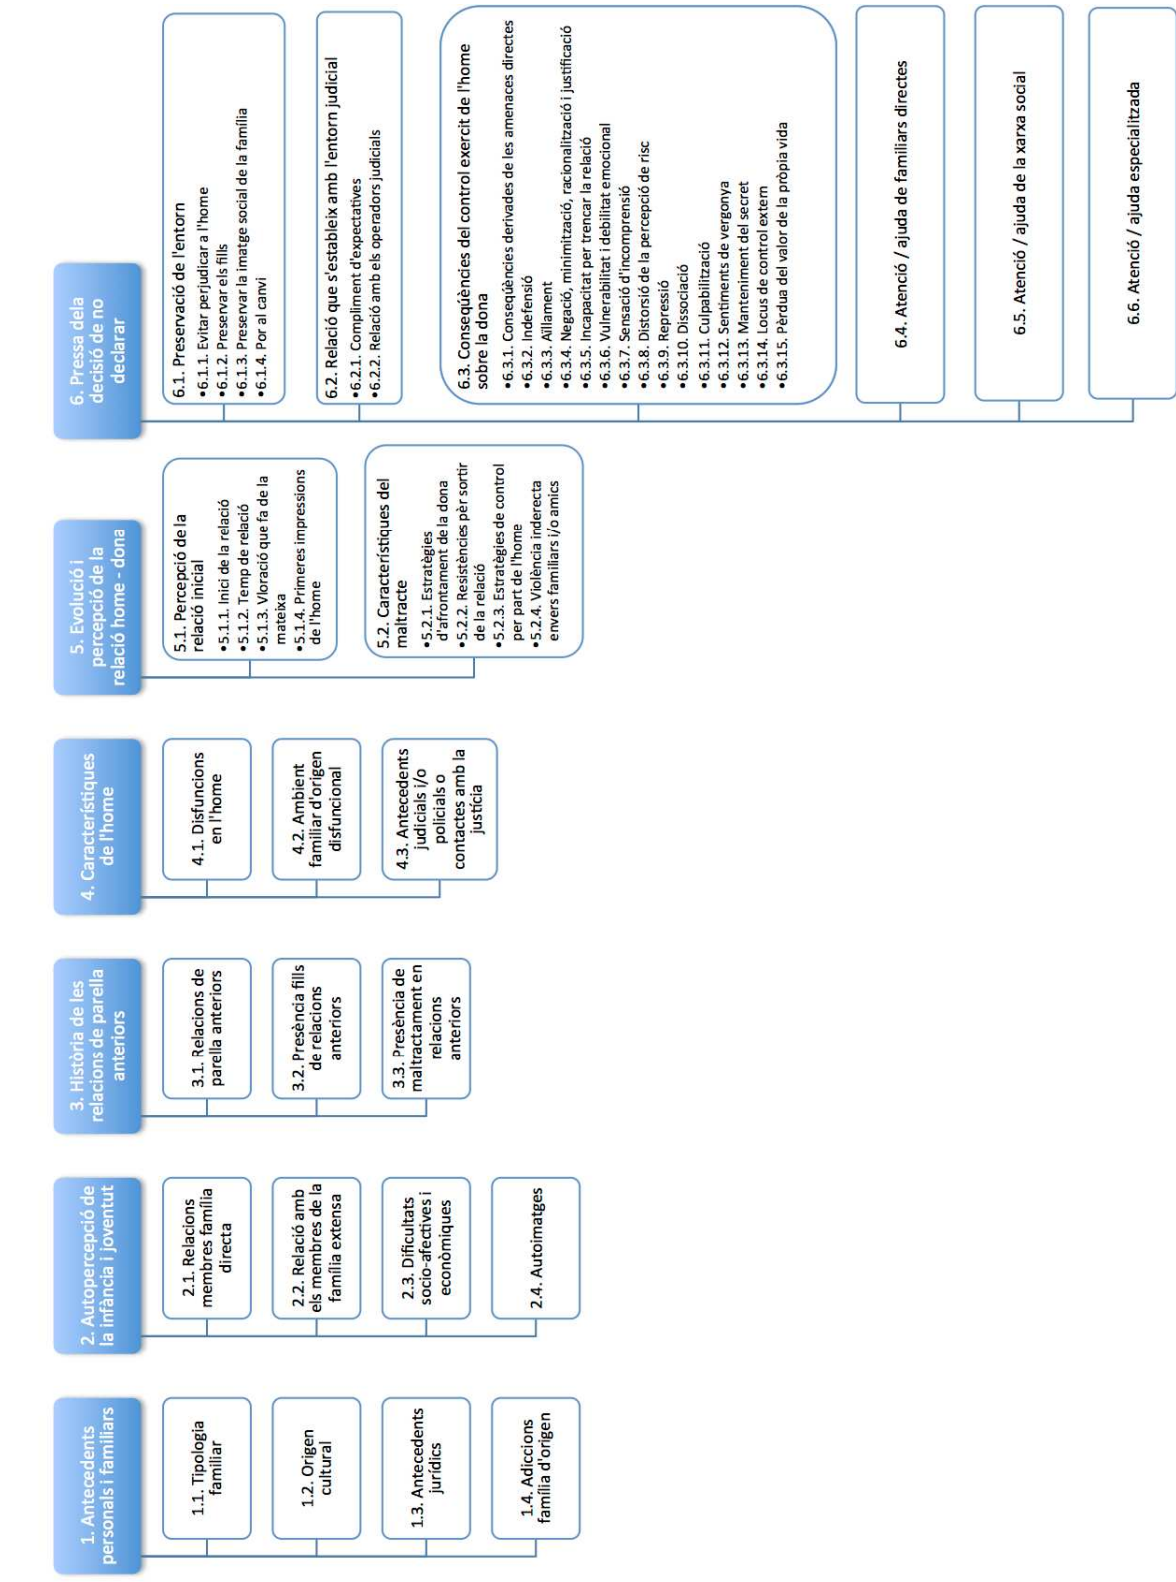 1. Antecedents
personals i familiars
1.1. Tipologia
familiar
1.2. Origen
cultural
1.3. Antecedents
jurídics
1.4. Adiccions
família d'origen
2. Autopercepció de
la infància i joventut
2.1. Relacions
membres família
directa
2.2. Relació amb
els membres de la
família extensa
2.3. Dificultats
socio-afectives i
econòmiques
2.4. Autoimatges
3. Història de les
relacions de parella
anteriors
3.1. Relacions de
parella anteriors
3.2. Presència fills
de relacions
anteriors
3.3. Presència de
maltractament en
relacions
anteriors
4. Característiques
de l'home
4.1. Disfuncions
en l'home
4.2. Ambient
familiar d'origen
disfuncional
4.3. Antecedents
judicials i/o
policials o
contactes amb la
justícia
5. Evolució i
percepció de la
relació home - dona
5.1. Percepció de la
relació inicial
•5.1.1. Inici de la relació
•5.1.2. Temp de relació
•5.1.3. Vloració que fa de la
mateixa
•5.1.4. Primeres impressions
de l'home
5.2. Característiques del
maltracte
•5.2.1. Estratègies
d'afrontament de la dona
•5.2.2. Resistències pèr sortir
de la relació
•5.2.3. Estratègies de control
per part de l'home
•5.2.4. Violència inderecta
envers familiars i/o amics
6. Pressa dela
decisió de no
declarar
6.1. Preservació de l'entorn
•6.1.1. Evitar perjudicar a l'home
•6.1.2. Preservar els fills
•6.1.3. Preservar la imatge social de la família
•6.1.4. Por al canvi
6.2. Relació que s'estableix amb l'entorn judicial
•6.2.1. Compliment d'expectatives
•6.2.2. Relació amb els operadors judicials
6.3. Conseqüències del control exercit de l'home
sobre la dona
•6.3.1. Conseqüències derivades de les amenaces directes
•6.3.2. Indefensió
•6.3.3. Aïllament
•6.3.4. Negació, minimització, racionalització i justificació
•6.3.5. Incapacitat per trencar la relació
•6.3.6. Vulnerabilitat i debilitat emocional
•6.3.7. Sensació d'incomprensió
•6.3.8. Distorsió de la percepció de risc
•6.3.9. Repressió
•6.3.10. Dissociació
•6.3.11. Culpabilització
•6.3.12. Sentiments de vergonya
•6.3.13. Manteniment del secret
•6.3.14. Locus de control extern
•6.3.15. Pèrdua del valor de la pròpia vida
6.4. Atenció / ajuda de familiars directes
6.5. Atenció / ajuda de la xarxa social
6.6. Atenció / ajuda especialitzada